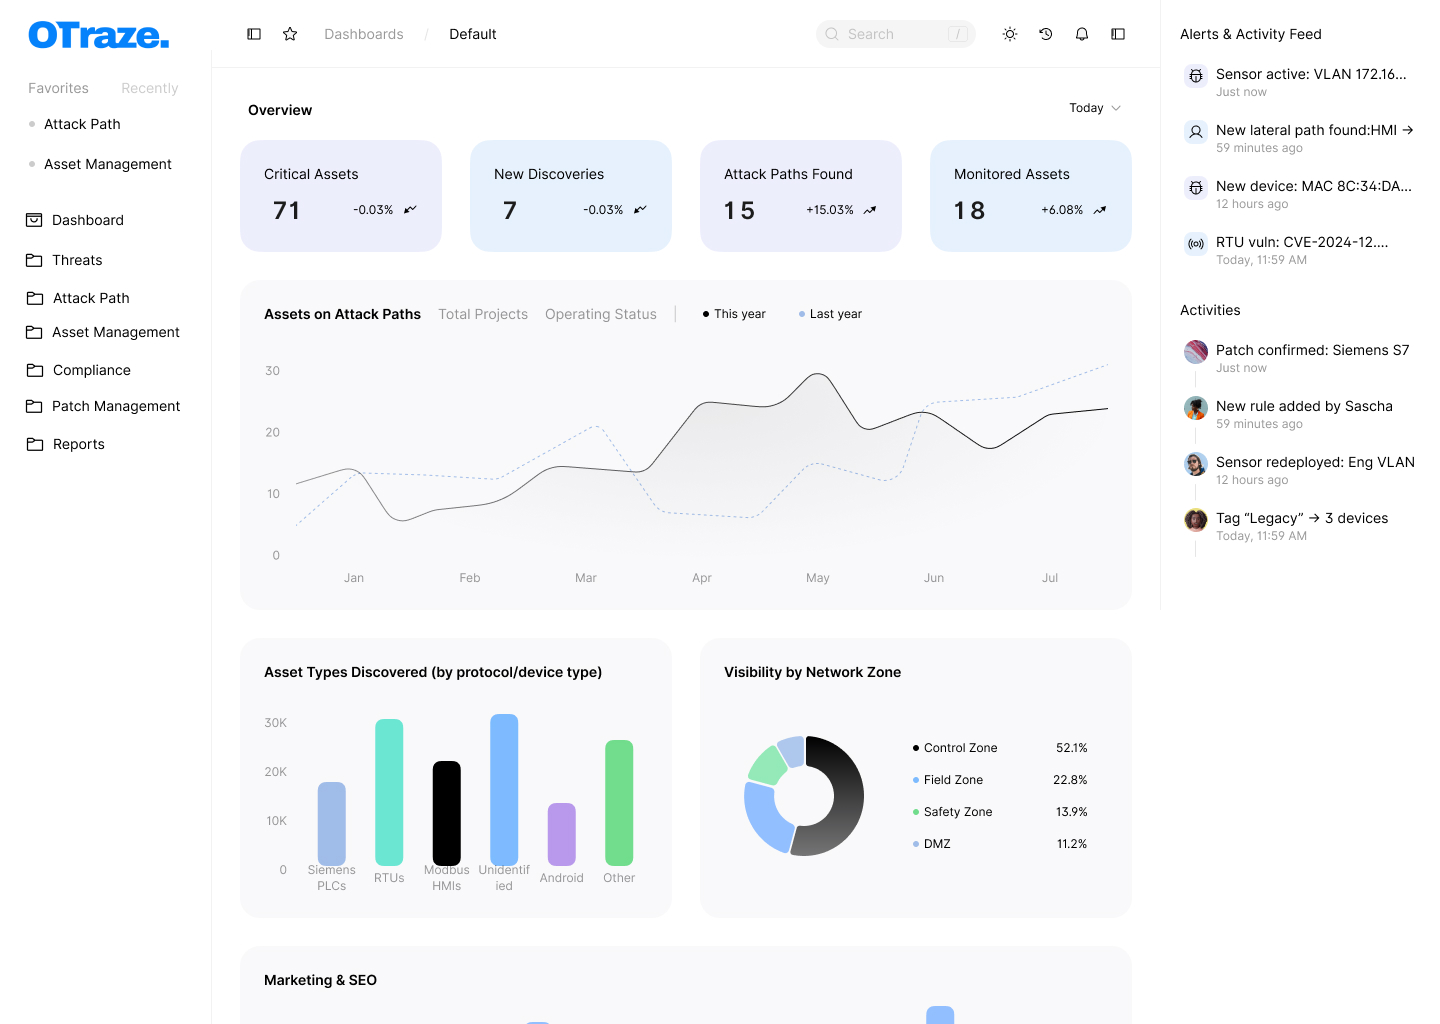 OTraze.
Favorites Recently
Attack Path
Asset Management
Dashboard
Threats
Attack Path
Asset Management
Compliance
Patch Management
Reports
Dashboards / Default
Search /
Overview
Today
Critical Assets
71 -0.03%
New Discoveries
7 -0.03%
Attack Paths Found
15 +15.03%
Monitored Assets
18 +6.08%
Assets on Attack Paths Total Projects Operating Status | This year Last year
30
20
10
0
Jan Feb Mar Apr May Jun Jul
Asset Types Discovered (by protocol/device type)
30K
20K
10K
0
Siemens
PLCs
RTUs
Modbus
HMIs
Unidentif
ied
Android
Other
Visibility by Network Zone
Control Zone 52.1%
Field Zone 22.8%
Safety Zone 13.9%
DMZ 11.2%
Marketing & SEO
Alerts & Activity Feed
Sensor active: VLAN 172.16...
Just now
New lateral path found:HMI →
59 minutes ago
New device: MAC 8C:34:DA...
12 hours ago
RTU vuln: CVE-2024-12....
Today, 11:59 AM
Activities
Patch confirmed: Siemens S7
Just now
New rule added by Sascha
59 minutes ago
Sensor redeployed: Eng VLAN
12 hours ago
Tag “Legacy” → 3 devices
Today, 11:59 AM